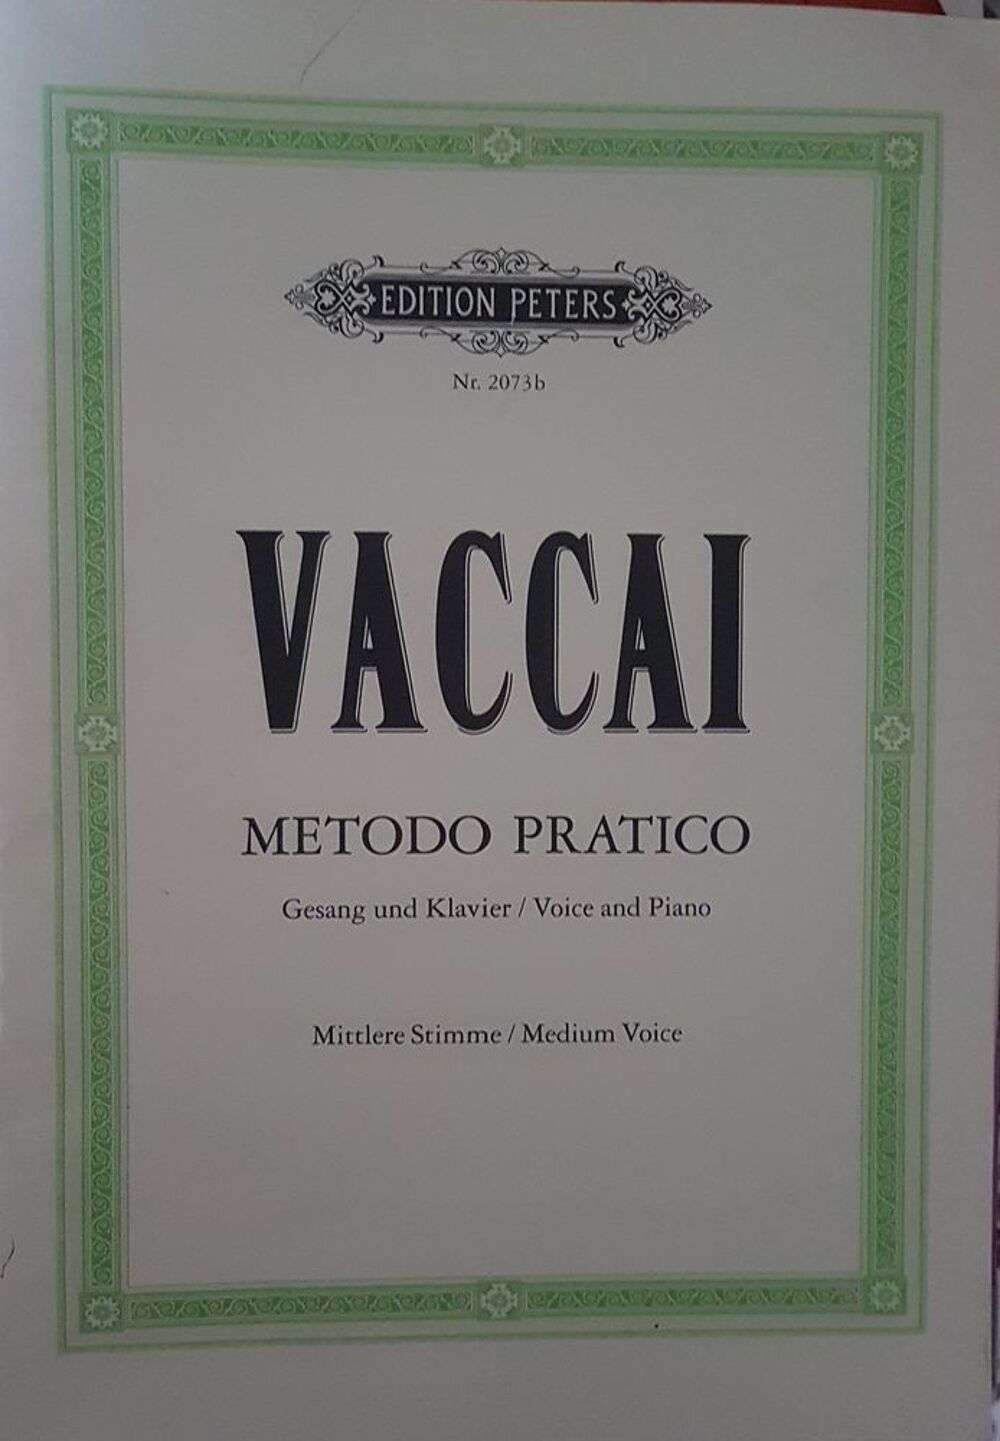 EDITION PETERS
Nr. 2073b
VACCAI
METODO PRATICO
Gesang und Klavier / Voice and Piano
Mittlere Stimme / Medium Voice